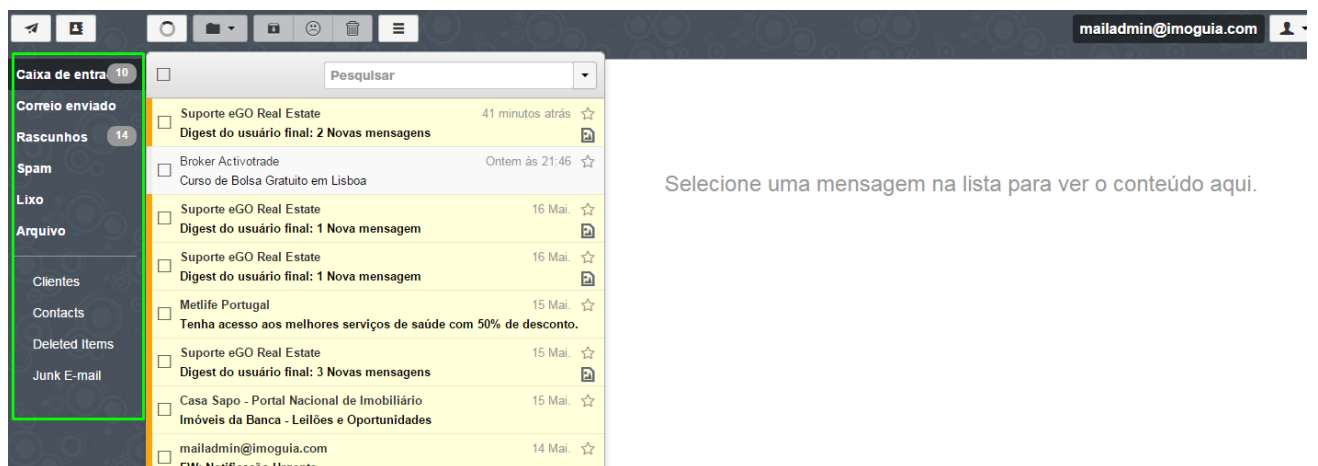 mailadmin@imoguia.com
Caixa de entra 10
Correio enviado
Rascunhos 14
Spam
Lixo
Arquivo
Clientes
Contacts
Deleted Items
Junk E-mail
Pesquisar
Suporte eGO Real Estate 41 minutos atrás
Digest do usuário final: 2 Novas mensagens
Broker Activotrade Ontem às 21:46
Curso de Bolsa Gratuito em Lisboa
Suporte eGO Real Estate 16 Mai.
Digest do usuário final: 1 Nova mensagem
Suporte eGO Real Estate 16 Mai.
Digest do usuário final: 1 Nova mensagem
Metlife Portugal 15 Mai.
Tenha acesso aos melhores serviços de saúde com 50% de desconto.
Suporte eGO Real Estate 15 Mai.
Digest do usuário final: 3 Novas mensagens
Casa Sapo - Portal Nacional de Imobiliário 15 Mai.
Imóveis da Banca - Leilões e Oportunidades
mailadmin@imoguia.com 14 Mai.
FW: Notificação Urgente
Selecione uma mensagem na lista para ver o conteúdo aqui.